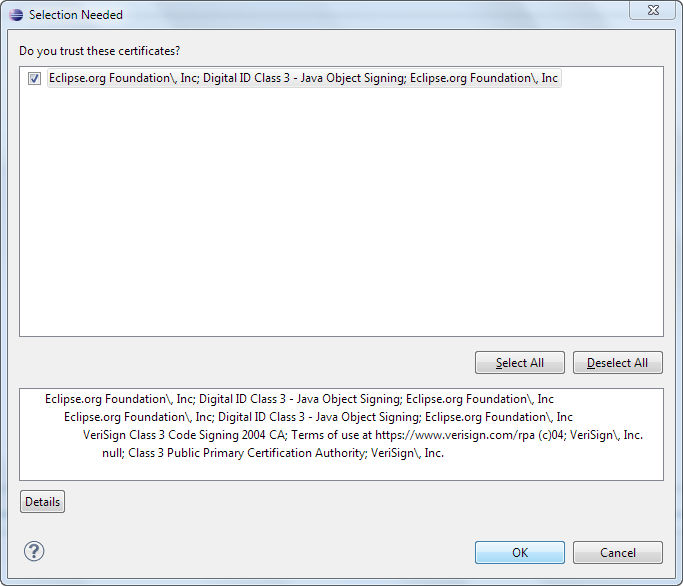 Selection Needed
Do you trust these certificates?
Eclipse.org Foundation\, Inc; Digital ID Class 3 - Java Object Signing; Eclipse.org Foundation\, Inc
Select All
Deselect All
Eclipse.org Foundation\, Inc; Digital ID Class 3 - Java Object Signing; Eclipse.org Foundation\, Inc
Eclipse.org Foundation\, Inc; Digital ID Class 3 - Java Object Signing; Eclipse.org Foundation\, Inc
VeriSign Class 3 Code Signing 2004 CA; Terms of use at https://www.verisign.com/rpa (c)04; VeriSign\, Inc.
null; Class 3 Public Primary Certification Authority; VeriSign\, Inc.
Details
?
OK
Cancel